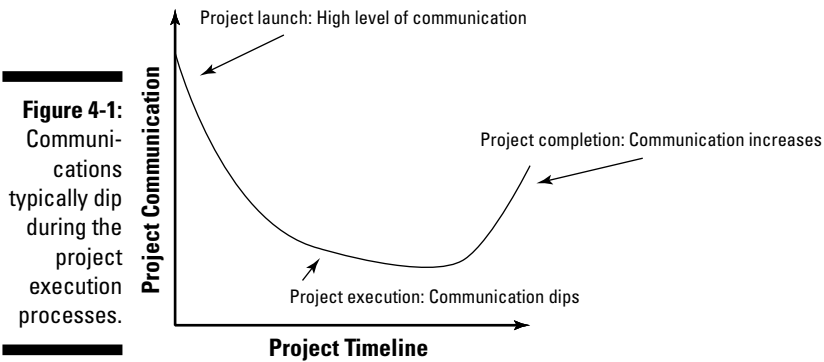 Project launch: High level of communication
Figure 4-1:
Communi-
cations
typically dip
during the
project
execution
processes.
Project Communication
Project completion: Communication increases
Project execution: Communication dips
Project Timeline